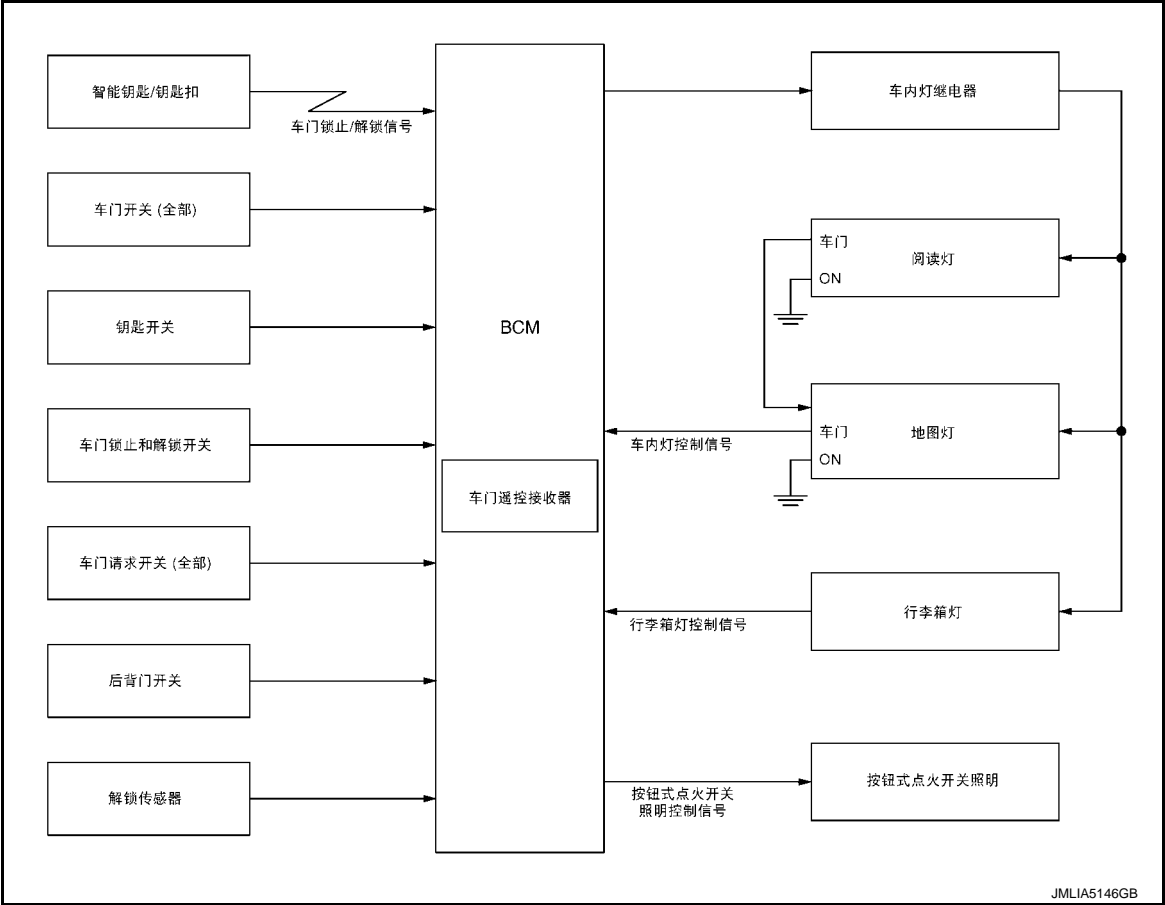 智能钥匙/钥匙扣
车门锁止/解锁信号
车门开关 (全部)
钥匙开关
车门锁止和解锁开关
车门请求开关 (全部)
后背门开关
解锁传感器
BCM
车门遥控接收器
车内灯继电器
车门
阅读灯
ON
车门
地图灯
ON
车内灯控制信号
行李箱灯
行李箱灯控制信号
按钮式点火开关照明
按钮式点火开关
照明控制信号
JMLIA5146GB